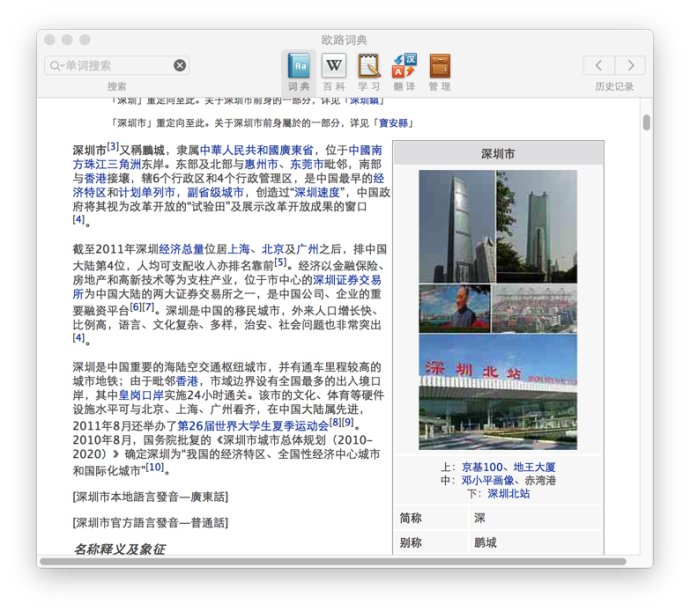 欧路词典
单词搜索
搜索
词典
百科
学习
翻译
管理
历史记录
「深圳」重定向至此。关于深圳市前身的一部分，详见「深圳鎮」
「深圳市」重定向至此。关于深圳市前身屬於的一部分，详见「寶安縣」
深圳市[3]又稱鵬城，隶属中華人民共和國廣東省，位于中國南
方珠江三角洲东岸。东部及北部与惠州市、东莞市毗邻，南部
与香港接壤，辖6个行政区和4个行政管理区，是中国最早的经
济特区和计划单列市，副省级城市，创造过“深圳速度”，中国政
府将其视为改革开放的“试验田”及展示改革开放成果的窗口
[4]。
截至2011年深圳经济总量位居上海、北京及广州之后，排中国
大陆第4位，人均可支配收入亦排名靠前[5]。经济以金融保险、
房地产和高新技术等为支柱产业，位于市中心的深圳证券交易
所为中国大陆的两大证券交易所之一，是中国公司、企业的重
要融资平台[6][7]。深圳是中国的移民城市，外来人口增长快、
比例高，语言、文化复杂、多样，治安、社会问题也非常突出
[4]。
深圳是中国重要的海陆空交通枢纽城市，并有通车里程较高的
城市地铁；由于毗邻香港，市域边界设有全国最多的出入境口
岸，其中皇岗口岸实施24小时通关。该市的文化、体育等硬件
设施水平可与北京、上海、广州看齐，在中国大陆属先进，
2011年8月还举办了第26届世界大学生夏季运动会[8][9]。
2010年8月，国务院批复的《深圳市城市总体规划（2010-
2020）》确定深圳为“我国的经济特区、全国性经济中心城市
和国际化城市”[10]。
[深圳市本地語言發音—廣東話]
[深圳市官方語言發音—普通話]
名称释义及象征
深圳市
深圳北站
上：京基100、地王大厦
中：邓小平画像、赤湾港
下：深圳北站
简称 深
别称 鹏城